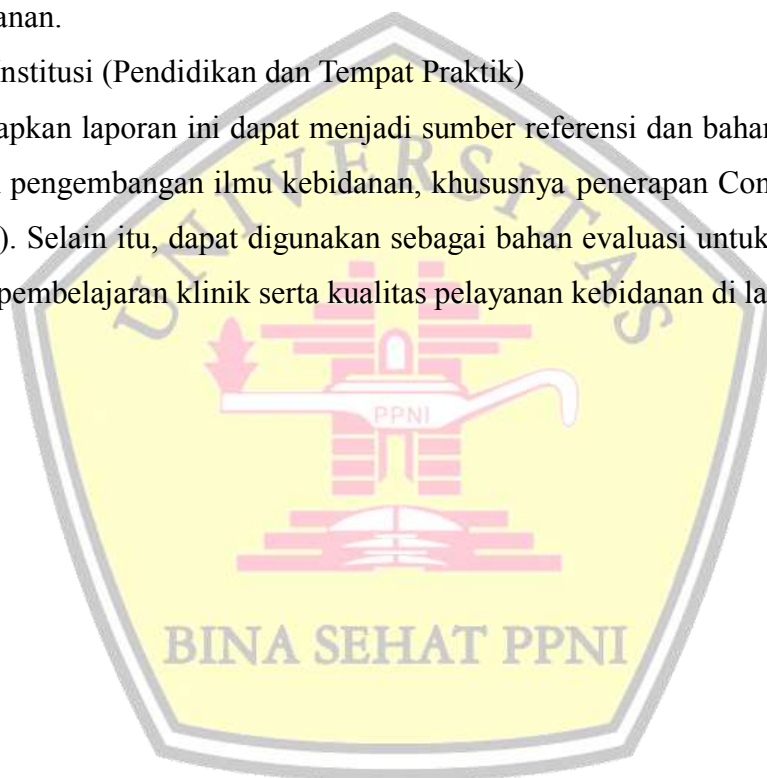 anan.
nstitusi (Pendidikan dan Tempat Praktik)
apkan laporan ini dapat menjadi sumber referensi dan bahan
pengembangan ilmu kebidanan, khususnya penerapan Con
). Selain itu, dapat digunakan sebagai bahan evaluasi untuk
pembelajaran klinik serta kualitas pelayanan kebidanan di la
UNIVERSITAS
PPNI
BINA SEHAT PPNI